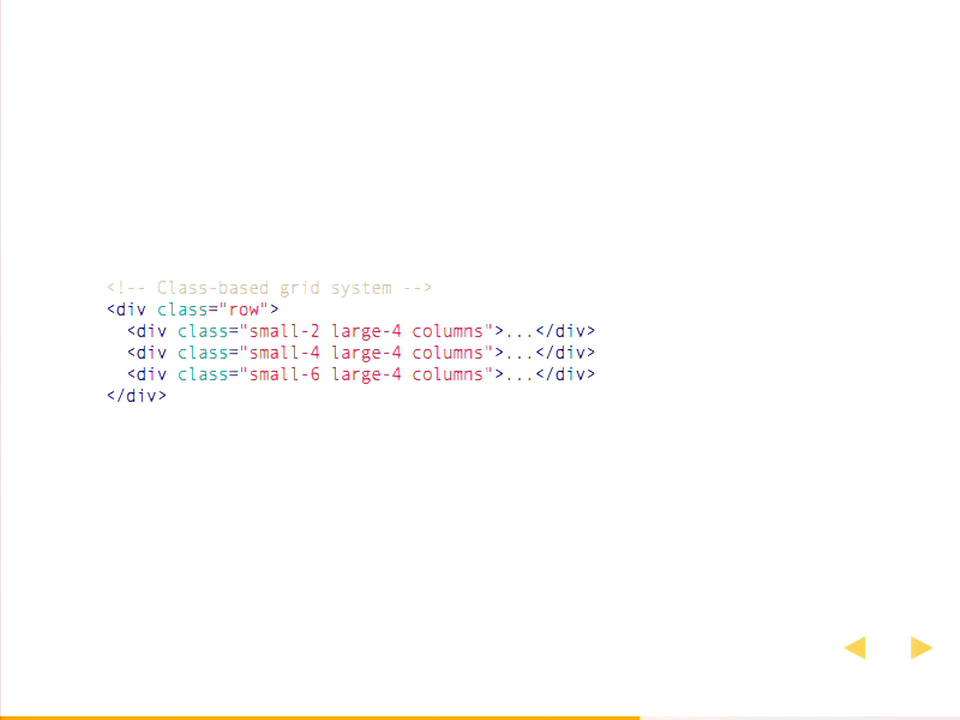 <!-- Class-based grid system -->
<div class="row">
  <div class="small-2 large-4 columns">...</div>
  <div class="small-4 large-4 columns">...</div>
  <div class="small-6 large-4 columns">...</div>
</div>